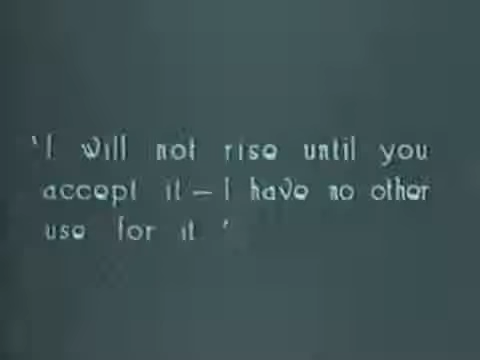 'I will not rise until you
accept it – I have no other
use for it '